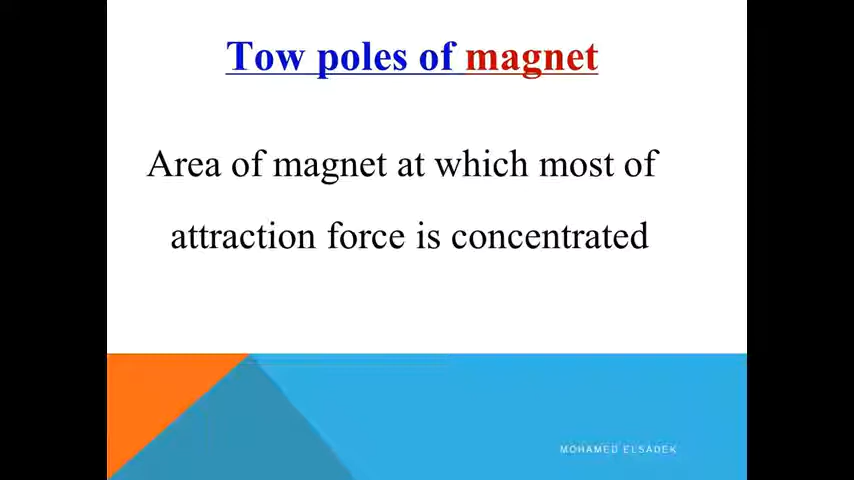 Tow poles of magnet
Area of magnet at which most of
attraction force is concentrated
MOHAMED ELSADEK